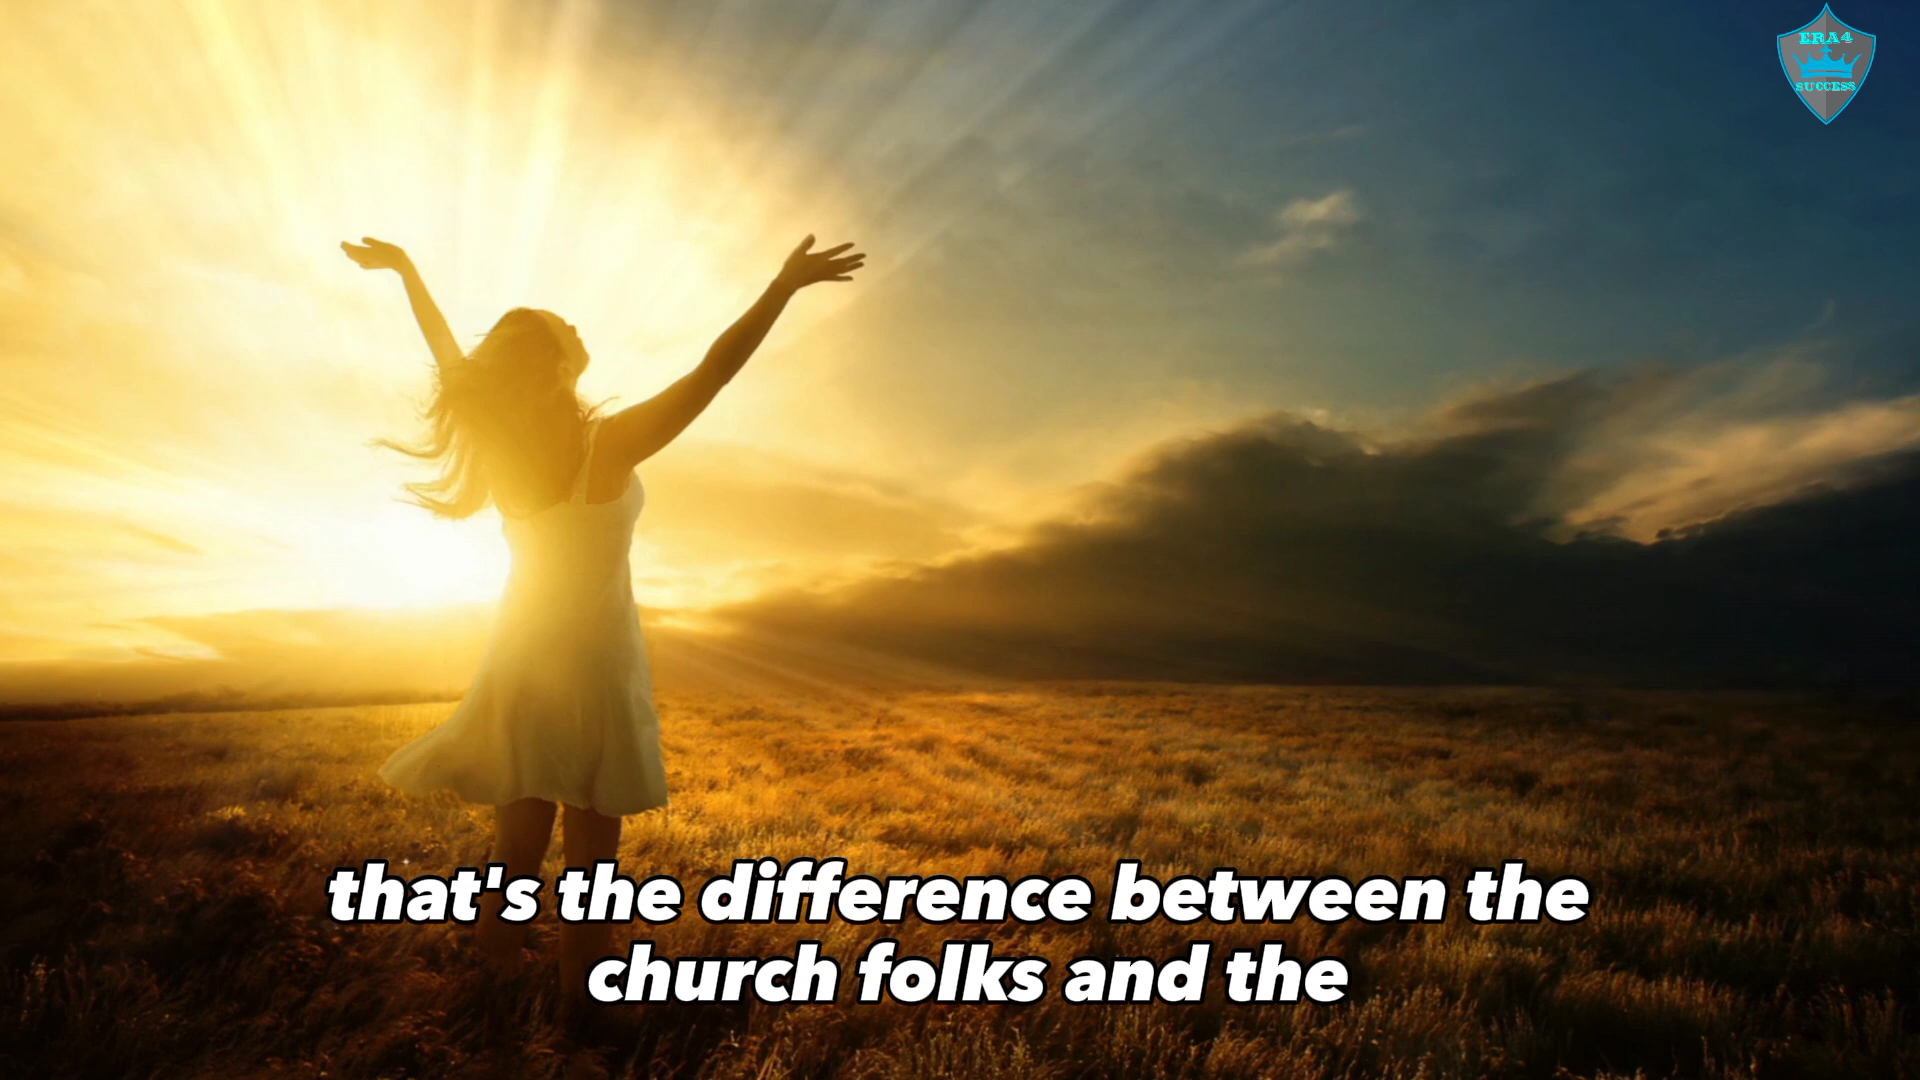 ERA4
SUCCESS
that's the difference between the
church folks and the